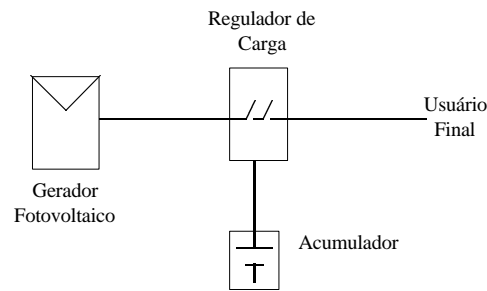 Regulador de
Carga
Usuário
Final
Gerador
Fotovoltaico
Acumulador